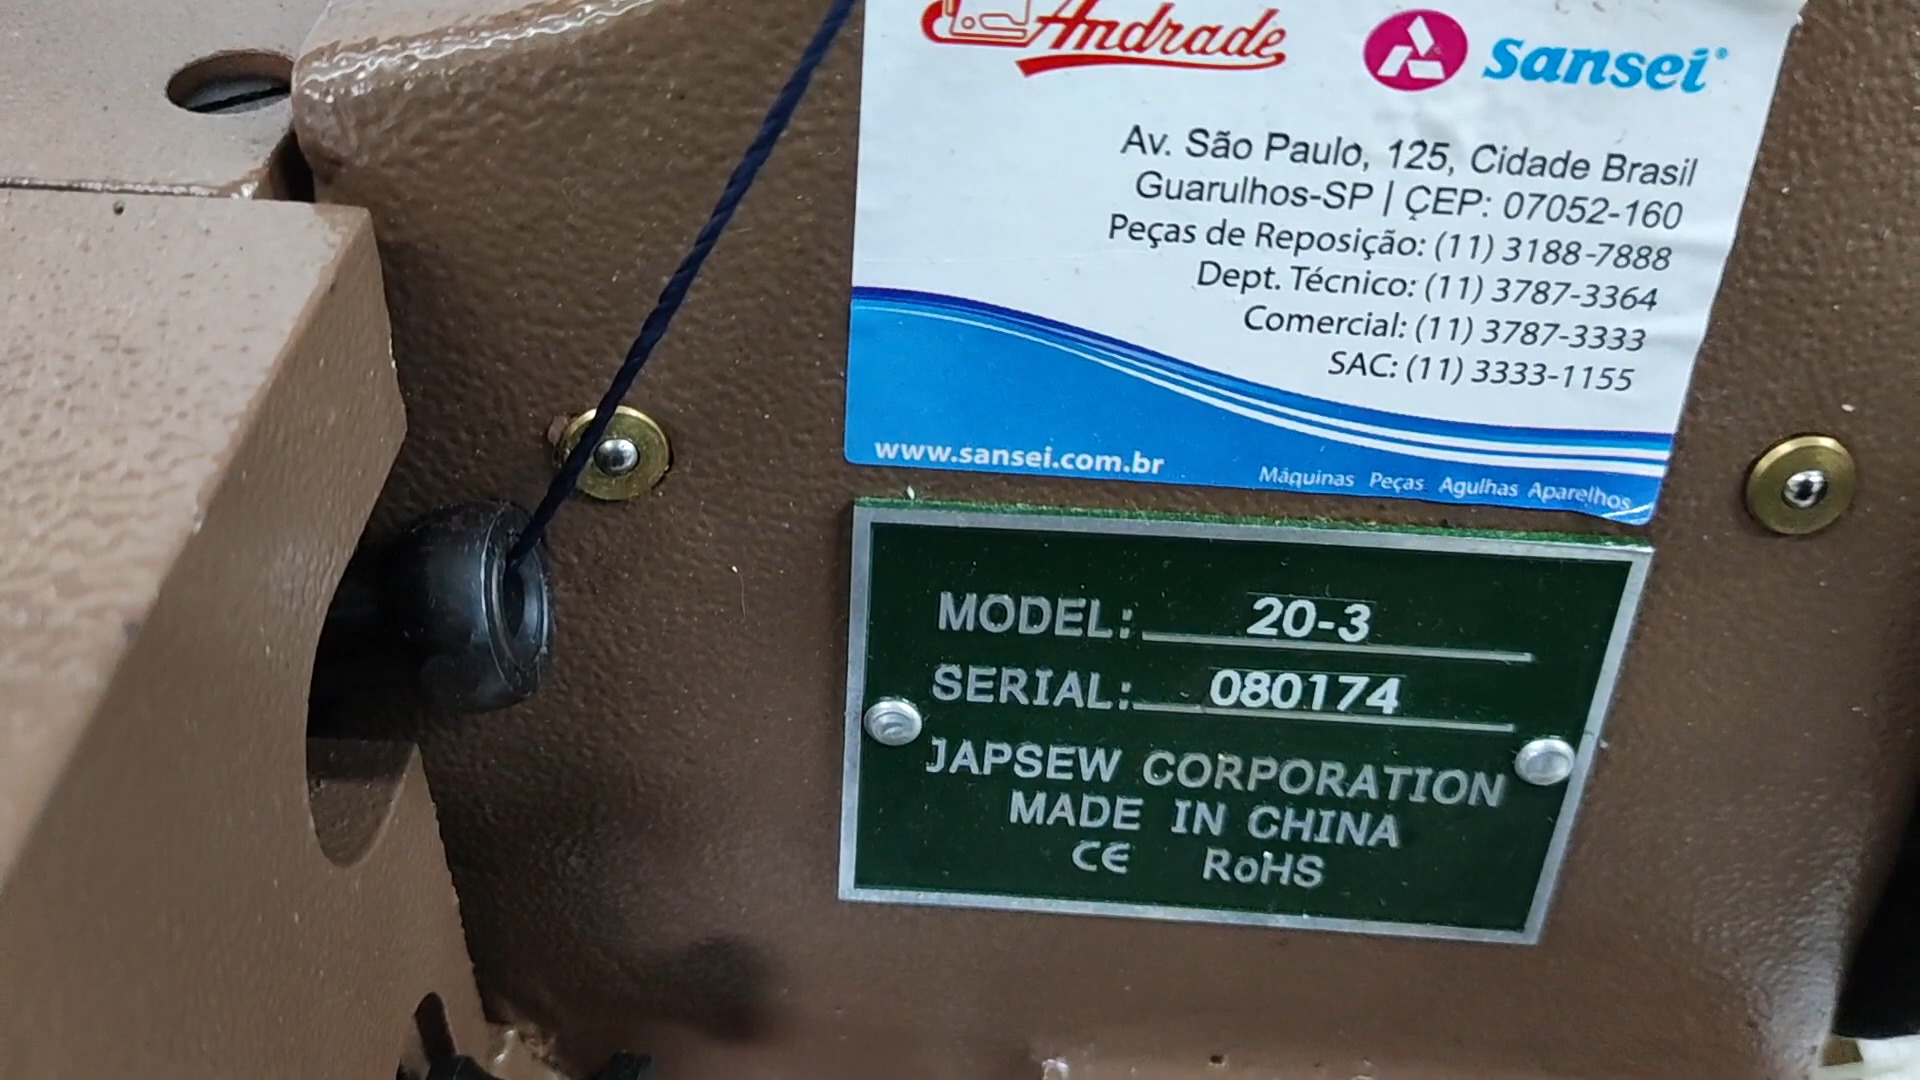 Andrade sansei
Av. São Paulo, 125, Cidade Brasil
Guarulhos-SP | ÇEP: 07052-160
Peças de Reposição: (11) 3188-7888
Dept. Técnico: (11) 3787-3364
Comercial: (11) 3787-3333
SAC: (11) 3333-1155
www.sansei.com.br
Máquinas Peças Agulhas Aparelhos
MODEL: 20-3
SERIAL: 080174
JAPSEW CORPORATION
MADE IN CHINA
CE RoHS